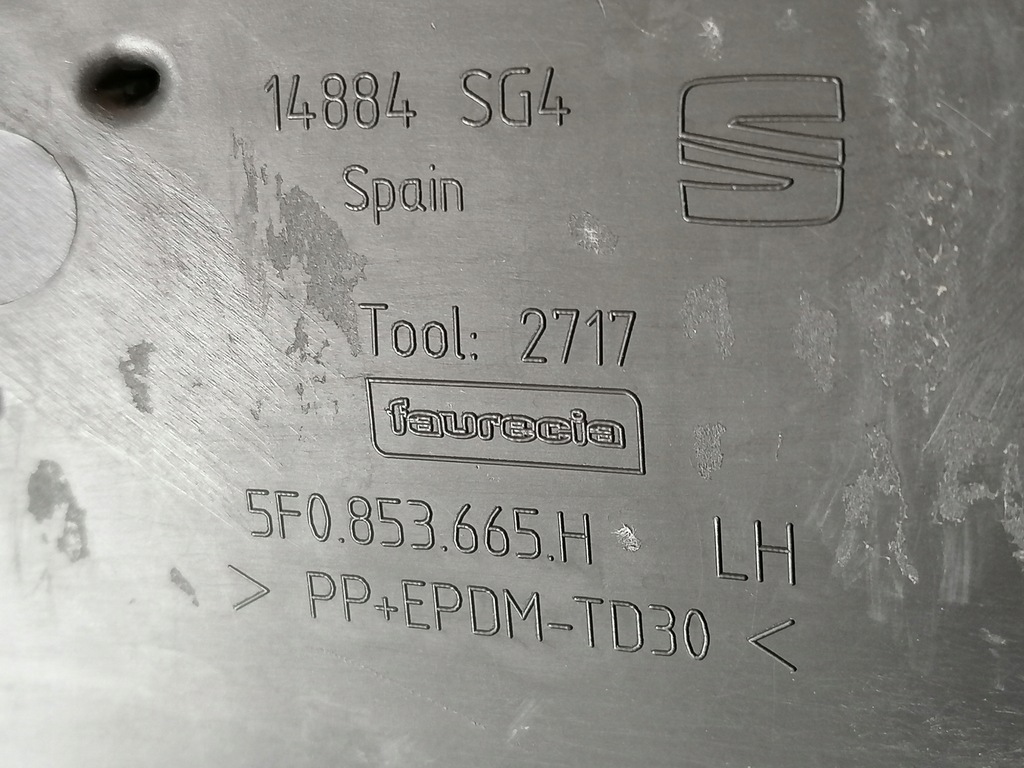 14884 SG4
Spain
Tool: 2717
faurecia
5F0.853.665.H LH
> PP+EPDM-TD30 <